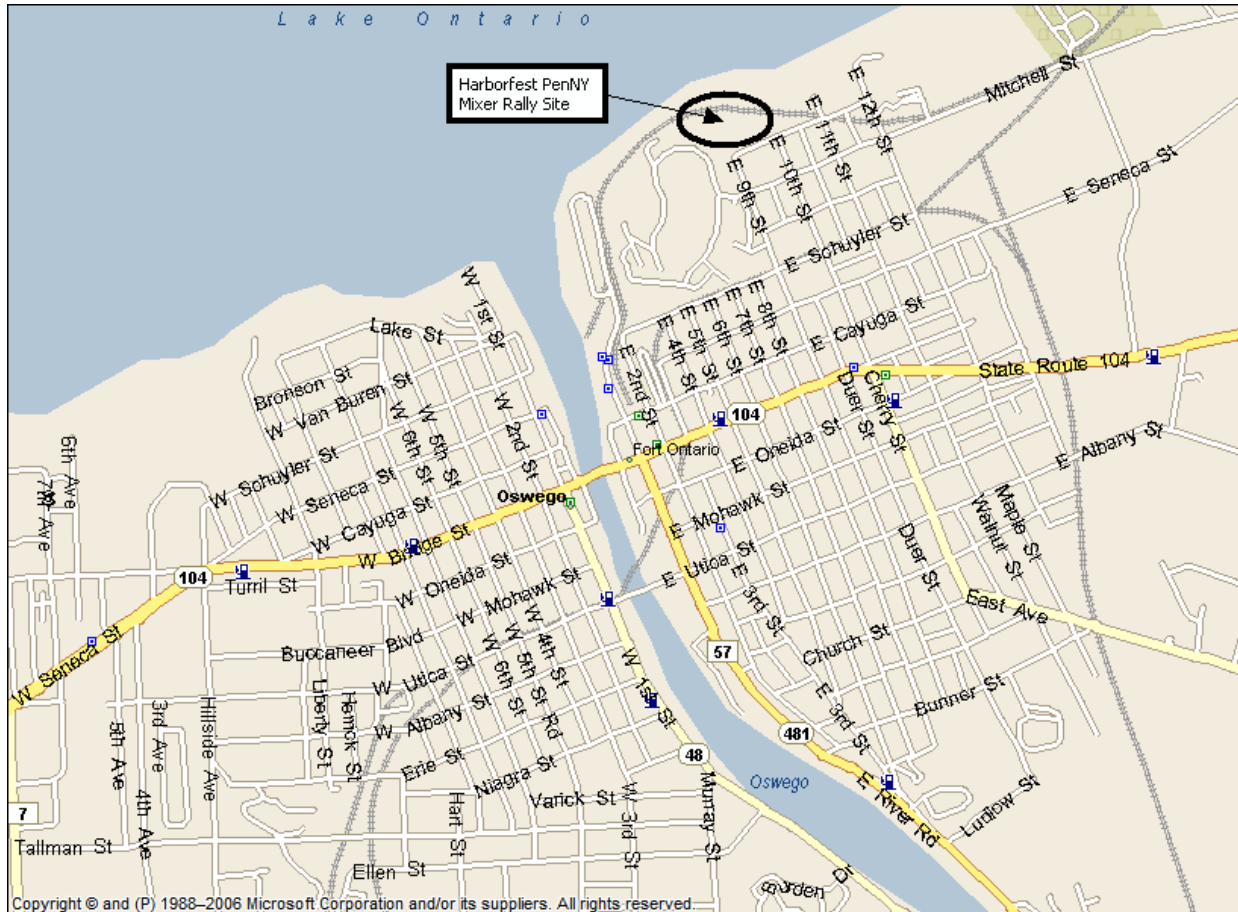 Lake Ontario
Harborfest PenNY
Mixer Rally Site
E 12th St
Mitchell St
E 11th St
E 10th St
E 9th St
E Seneca St
E Schuyler St
W 1st St
Lake St
E 8th St
E 7th St
E 6th St
E 5th St
E 4th St
E Cayuga St
E 2nd St
State Route 104
Bronson St
W Van Buren St
W 5th St
W 6th St
W 2nd St
104
Duer St
Cherry St
6th Ave
7th Ave
W Schuyler St
W Seneca St
W Cayuga St
Fort Ontario
E Oneida St
E Albany St
Oswego
E Mohawk St
Maple St
Walnut St
W Bridge St
E Utica St
104
Turril St
W Oneida St
W Mohawk St
E 3rd St
Duer St
East Ave
W Seneca St
Buccaneer Blvd
W 4th St
W 5th St Rd
W 6th St
Church St
57
W Utica St
W 1st St
E 3rd St
Bunner St
5th Ave
3rd Ave
4th Ave
Hillside Ave
Liberty St
Hamck St
W Albany St
Erie St
Niagra St
48
481
Oswego
E River Rd
Varick St
W 3rd St
Murray St
Hart St
Lunlow St
7
Tallman St
Ellen St
Burden Dr
Copyright © and (P) 1988–2006 Microsoft Corporation and/or its suppliers. All rights reserved.